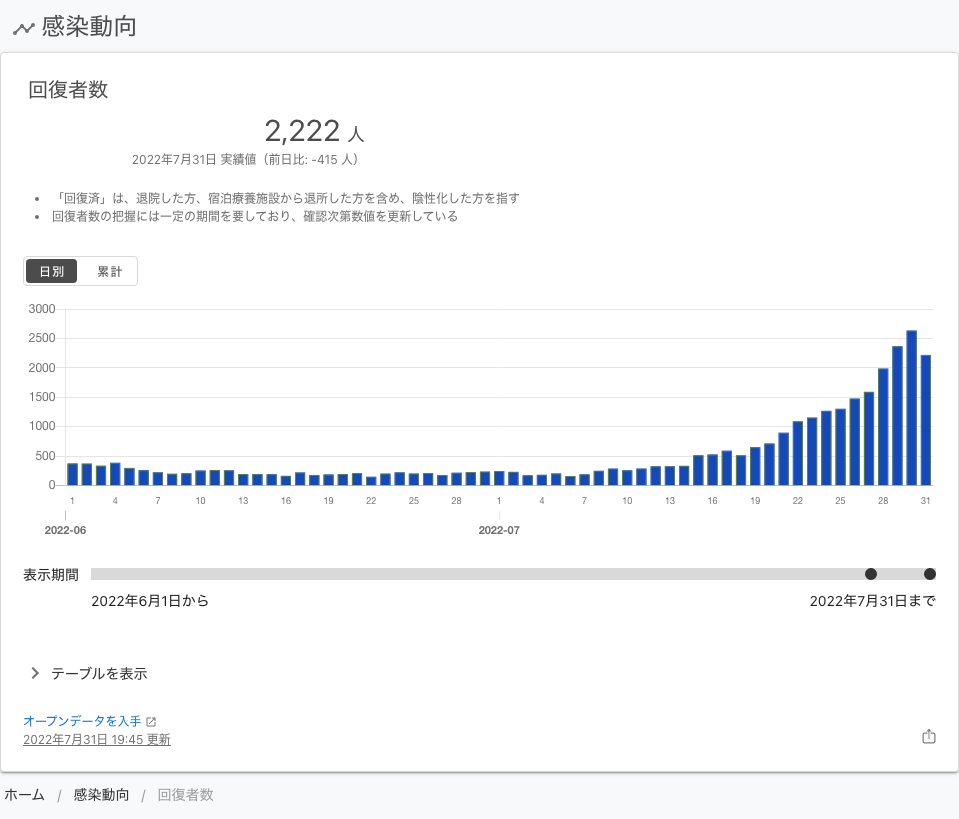 感染動向
回復者数
2,222 人
2022年7月31日 実績値（前日比: -415 人）
• 「回復済」は、退院した方、宿泊療養施設から退所した方を含め、陰性化した方を指す
• 回復者数の把握には一定の期間を要しており、確認次第数値を更新している
日別 累計
3000
2500
2000
1500
1000
500
0
1 4 7 10 13 16 19 22 25 28 1 4 7 10 13 16 19 22 25 28 31
2022-06 2022-07
表示期間
2022年6月1日から 2022年7月31日まで
テーブルを表示
オープンデータを入手
2022年7月31日 19:45 更新
ホーム / 感染動向 / 回復者数